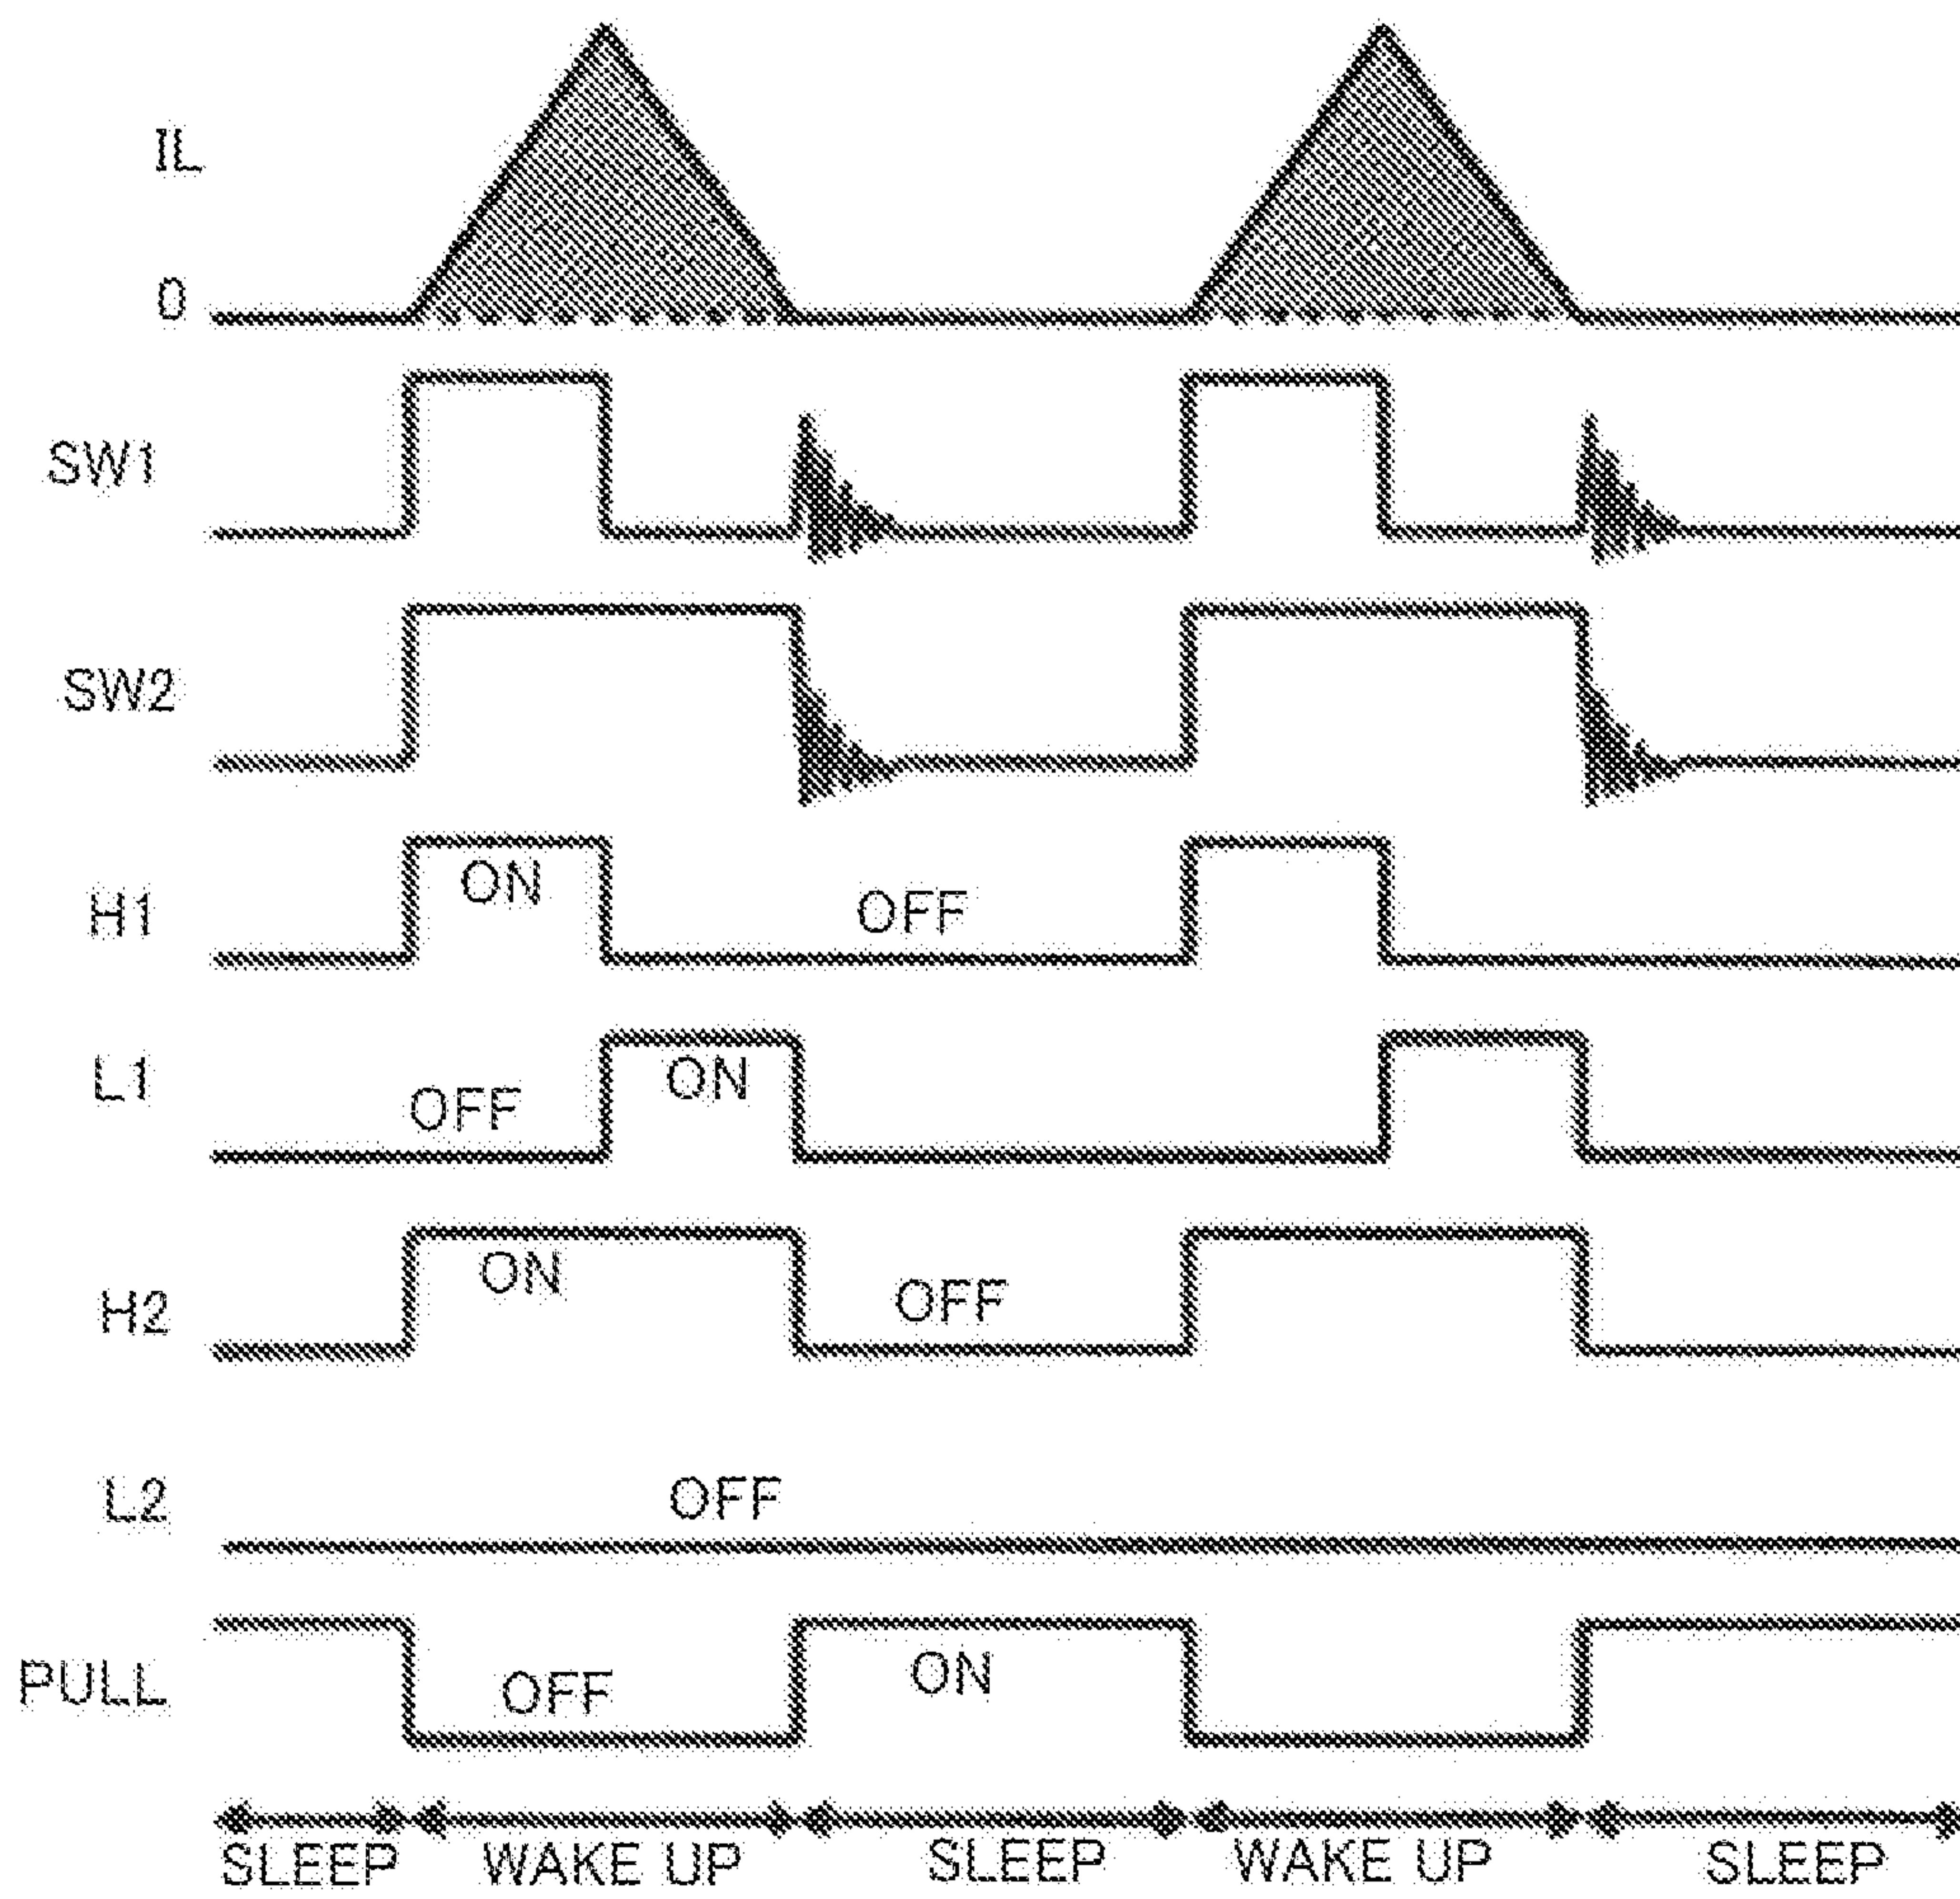 IL
0
SW1
SW2
H1
ON
OFF
L1
OFF
ON
H2
ON
OFF
L2
OFF
PULL
OFF
ON
SLEEP
WAKE UP
SLEEP
WAKE UP
SLEEP